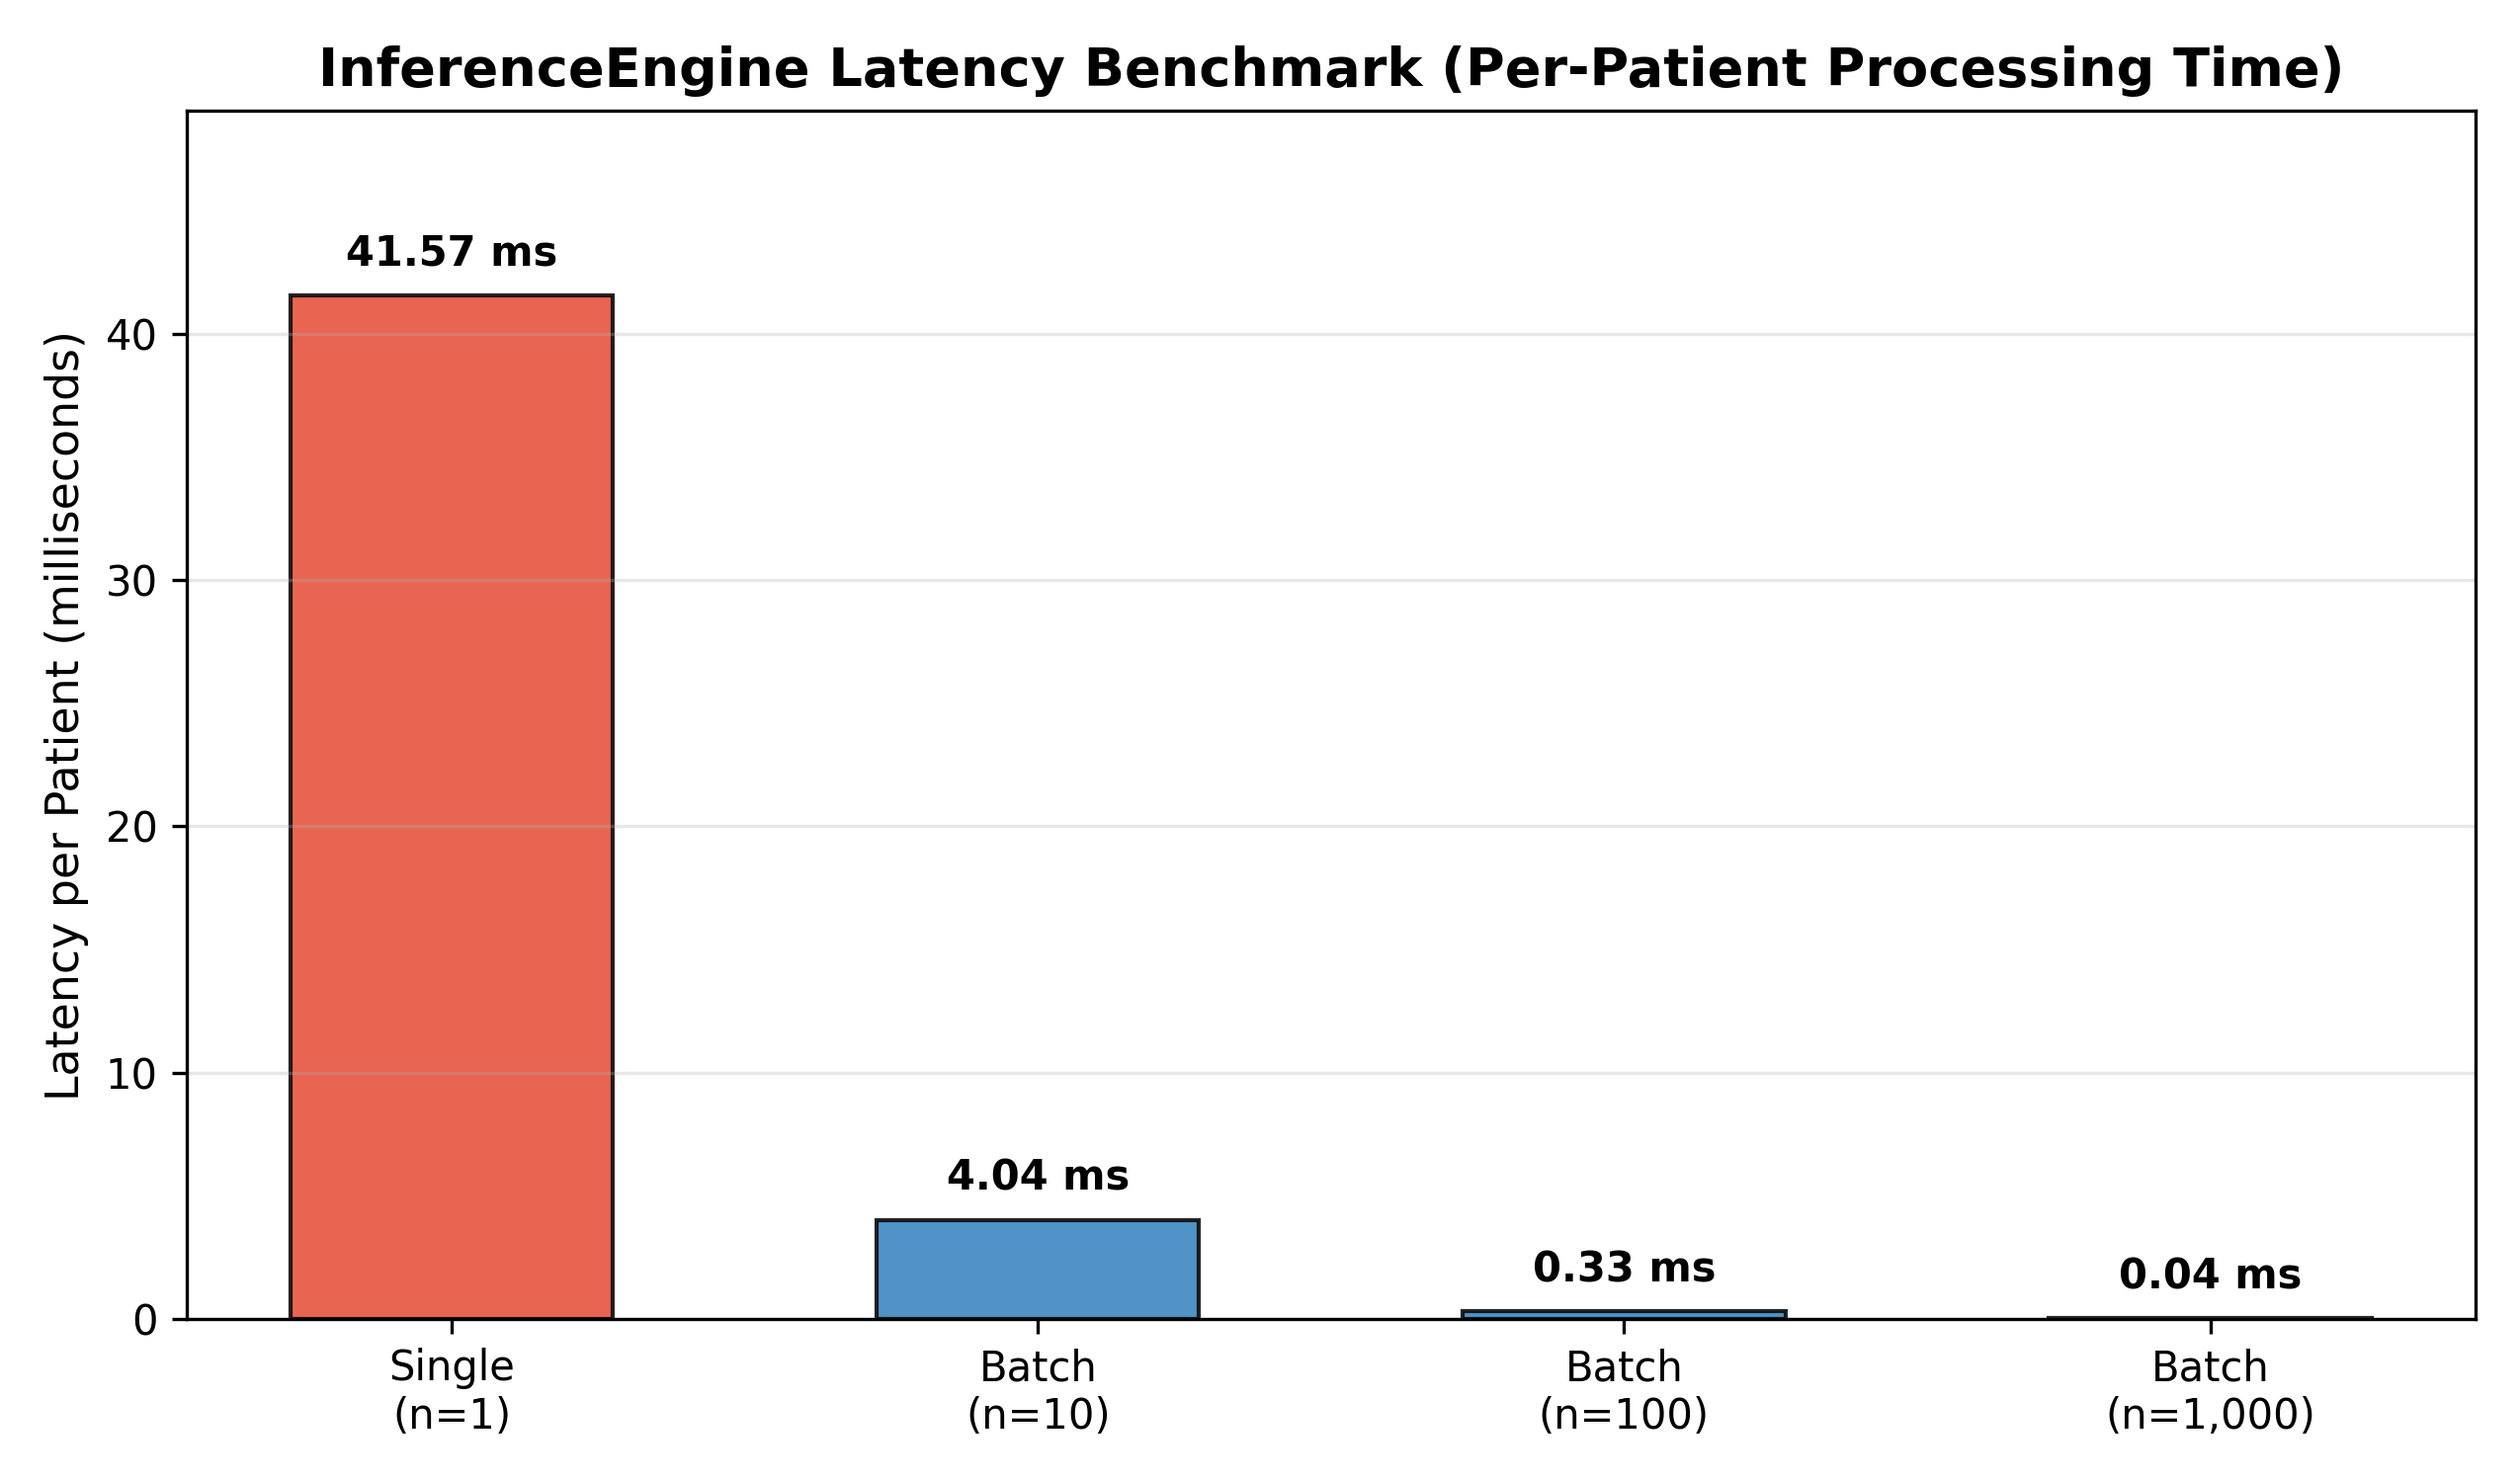 InferenceEngine Latency Benchmark (Per-Patient Processing Time)
Latency per Patient (milliseconds)
40
30
20
10
0
41.57 ms
4.04 ms
0.33 ms
0.04 ms
Single
(n=1)
Batch
(n=10)
Batch
(n=100)
Batch
(n=1,000)